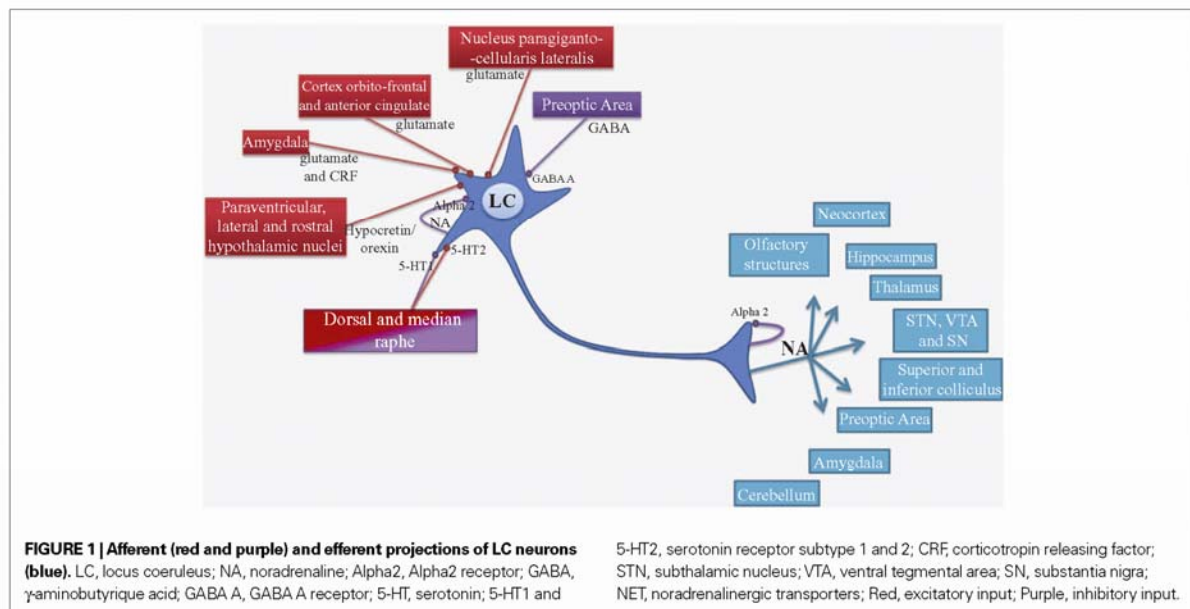 Nucleus paragiganto-
-cellularis lateralis
glutamate
Cortex orbito-frontal
and anterior cingulate
glutamate
Preoptic Area
GABA
Amygdala
glutamate
and CRF
GABA A
LC
Alpha 2
NA
Paraventricular,
lateral and rostral
hypothalamic nuclei
Hypocretin/
orexin
5-HT1
5-HT2
Dorsal and median
raphe
Neocortex
Olfactory
structures
Hippocampus
Thalamus
Alpha 2
NA
STN, VTA
and SN
Superior and
inferior colliculus
Preoptic Area
Amygdala
Cerebellum
FIGURE 1 | Afferent (red and purple) and efferent projections of LC neurons
(blue). LC, locus coeruleus; NA, noradrenaline; Alpha2, Alpha2 receptor; GABA,
γ-aminobutyrique acid; GABA A, GABA A receptor; 5-HT, serotonin; 5-HT1 and
5-HT2, serotonin receptor subtype 1 and 2; CRF, corticotropin releasing factor;
STN, subthalamic nucleus; VTA, ventral tegmental area; SN, substantia nigra;
NET, noradrenalinergic transporters; Red, excitatory input; Purple, inhibitory input.